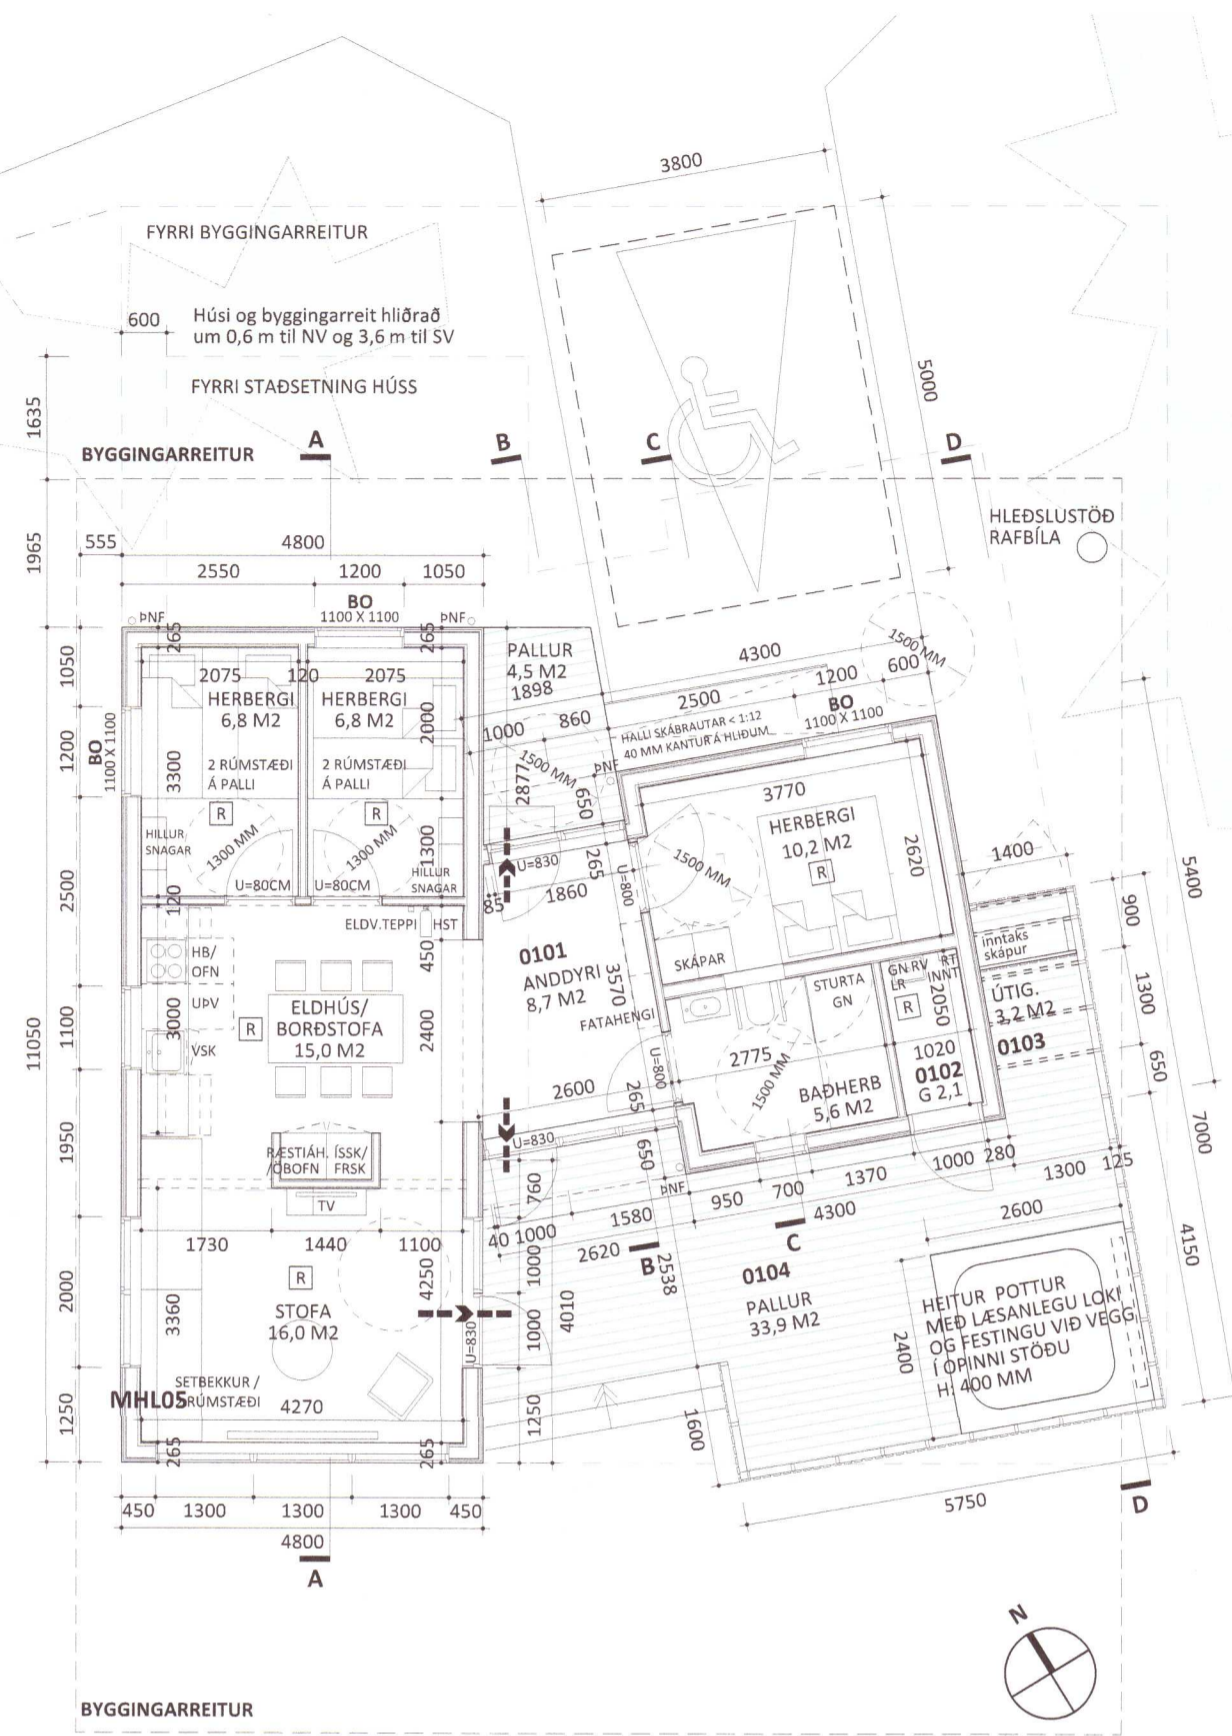 3800
FYRRI BYGGINGARREITUR
600
Húsi og byggingarreit hliðrað
um 0,6 m til NV og 3,6 m til SV
FYRRI STAÐSETNING HÚSS
5000
1635
BYGGINGARREITUR
A
B
C
D
HLEÐSLUSTÖÐ
RAFBÍLA
1965
555
4800
2550
1200
1050
BO
1100 X 1100
ÞNF
ÞNF
265
265
PALLUR
4,5 M2
1898
4300
1500 MM
1050
2075
120
2075
HERBERGI
6,8 M2
HERBERGI
6,8 M2
2000
2500
1200
600
BO
1100 X 1100
1000
860
HALLI SKÁBRAUTAR < 1:12
40 MM KANTUR Á HLIÐUM
1200
BO
1100 X 1100
3300
2 RÚMSTÆÐI
Á PALLI
2 RÚMSTÆÐI
Á PALLI
2877
1500 MM
ÞNF
650
3770
HERBERGI
10,2 M2
R
2620
R
R
HILLUR
SNAGAR
1300 MM
1300 MM
1300
HILLUR
SNAGAR
U=80CM
U=80CM
U=830
265
U=800
1500 MM
1400
5400
2500
120
85
1860
900
ELDV.TEPPI
HST
450
0101
ANDDYRI
8,7 M2
3570
FATAHENGI
SKÁPAR
inntaks
skápur
HB/
OFN
UÞV
VSK
3000
R
ELDHÚS/
BORÐSTOFA
15,0 M2
2400
STURTA
GN
GN RV
LR
RT
INNT
R
2050
ÚTIG.
3,2 M2
0103
1300
11050
1100
2600
U=800
265
2775
1500 MM
BAÐHERB
5,6 M2
1020
0102
G 2,1
650
7000
1950
RÆSTIÁH.
/ÖBOFN
ÍSSK/
FRSK
TV
U=830
650
ÞNF
760
40
1000
1580
950
700
1370
1000
280
1300
125
2620
4300
2600
4150
1730
1440
1100
4250
1000
B
2538
C
0104
PALLUR
33,9 M2
2000
R
STOFA
16,0 M2
3360
U=830
1000
4010
HEITUR POTTUR
MEÐ LÆSANLEGU LOKI
OG FESTINGU VIÐ VEGG
Í OPINNI STÖÐU
H: 400 MM
2400
SETBEKKUR /
RÚMSTÆÐI
MHL05
4270
1250
1250
1600
265
265
450
1300
1300
1300
450
4800
A
5750
D
N
BYGGINGARREITUR